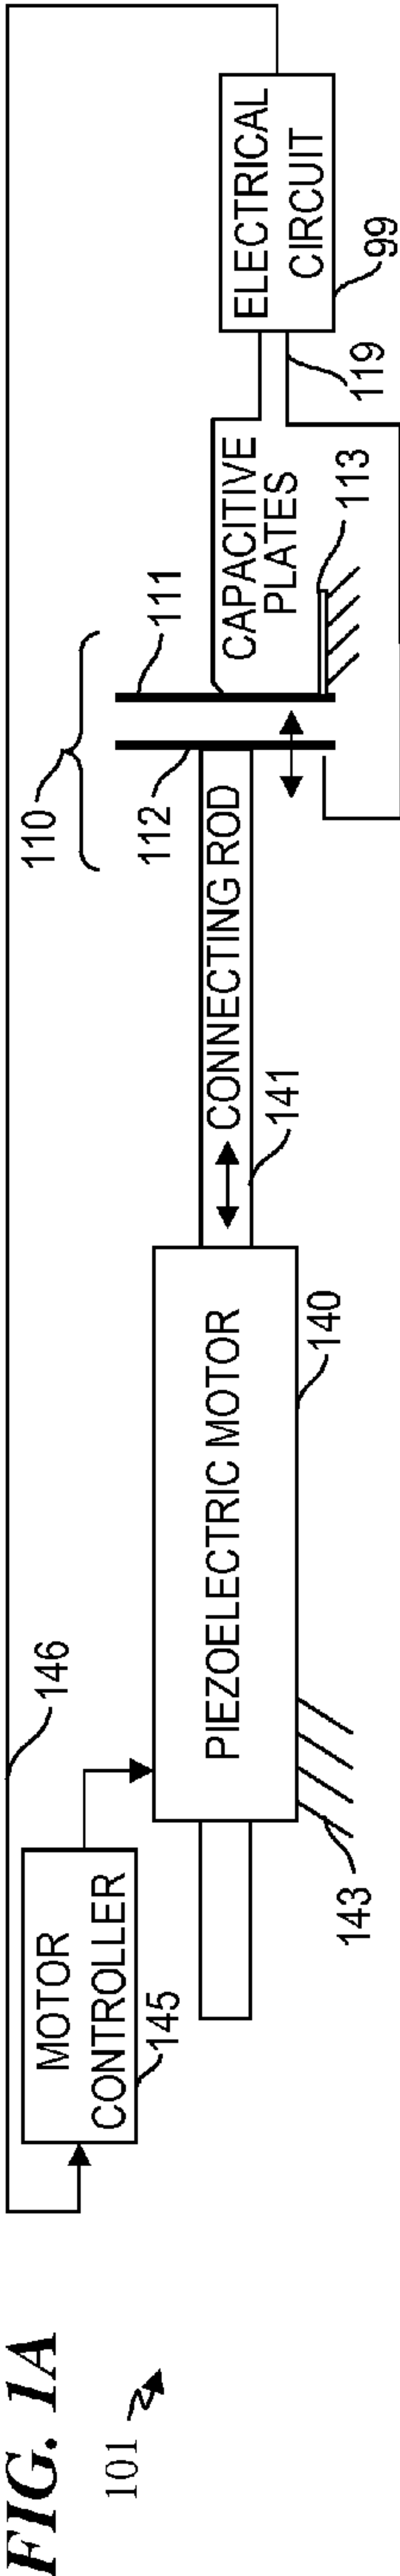 FIG. 1A
101
146
MOTOR
CONTROLLER
145
PIEZOELECTRIC MOTOR
140
143
CONNECTING ROD
141
110
112
111
CAPACITIVE
PLATES
113
119
ELECTRICAL
CIRCUIT
99